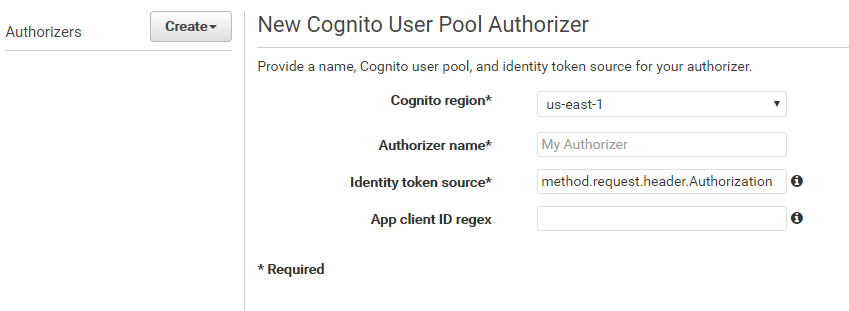 Authorizers
Create
New Cognito User Pool Authorizer
Provide a name, Cognito user pool, and identity token source for your authorizer.
Cognito region* us-east-1
Authorizer name* My Authorizer
Identity token source* method.request.header.Authorization
App client ID regex
* Required